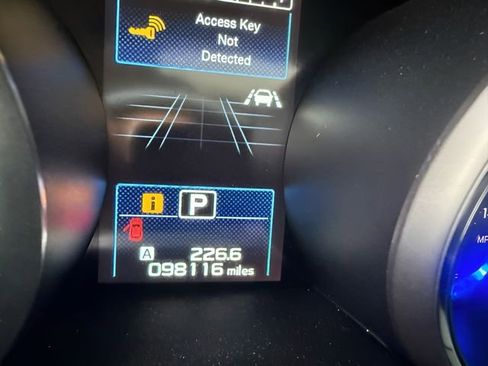 Access Key
Not
Detected
i P
A 226.6
098116 miles